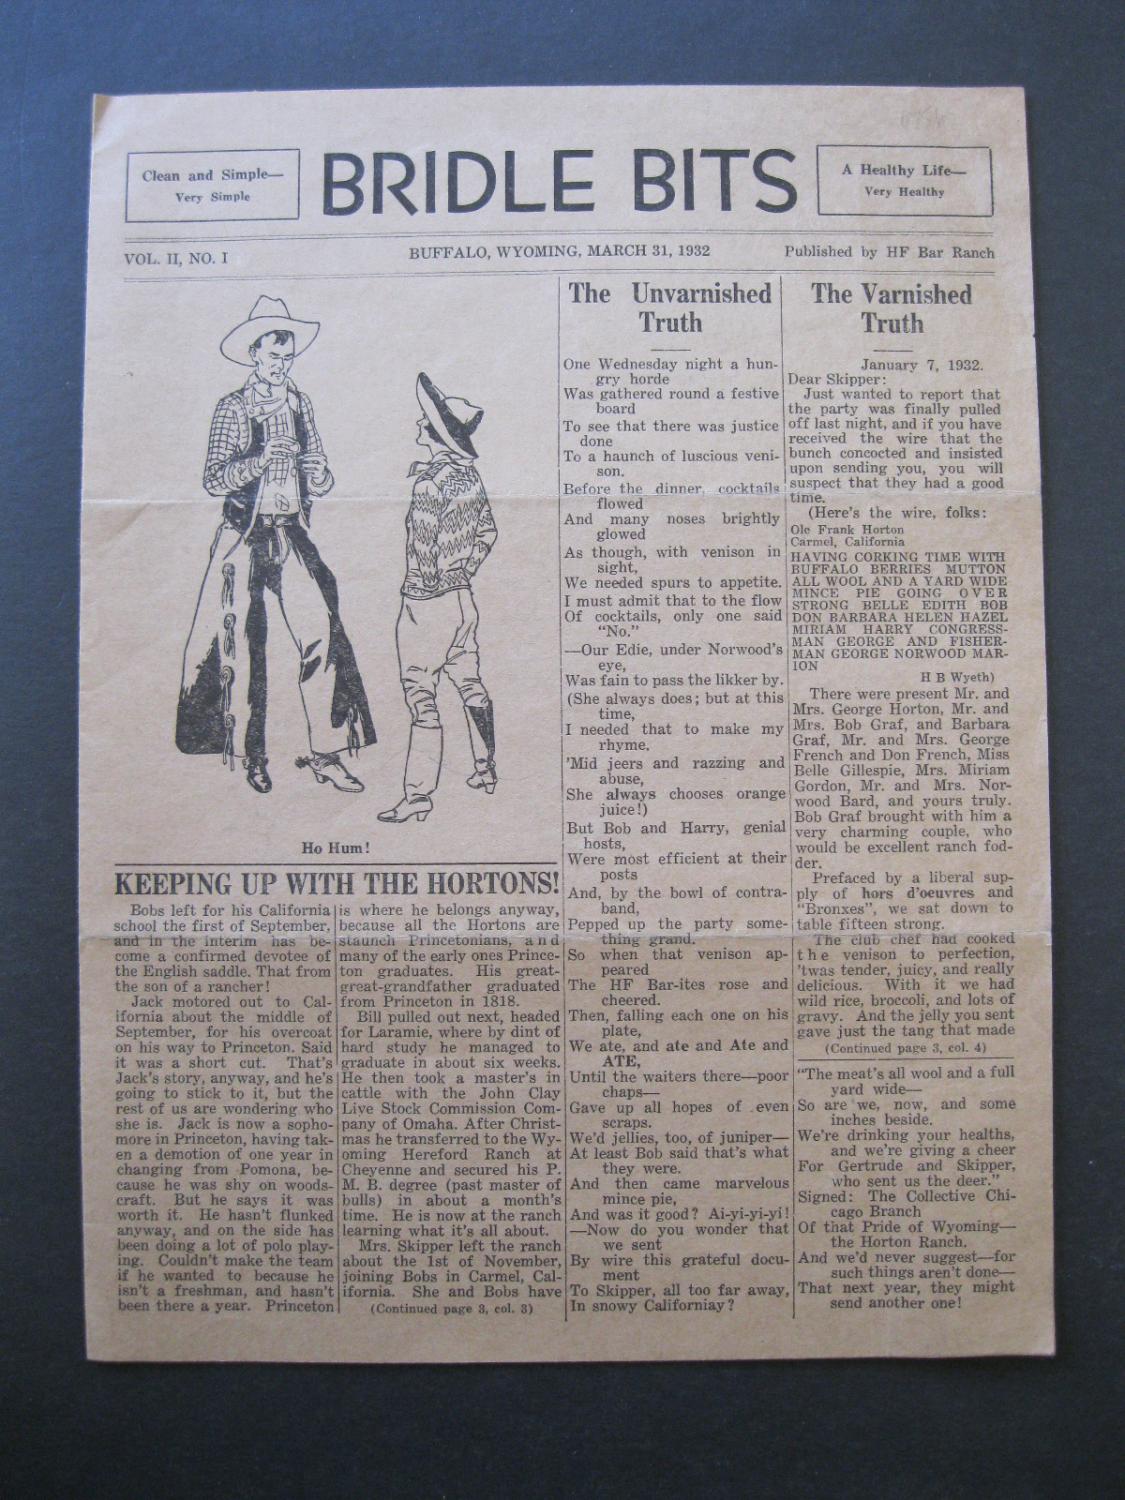 Clean and Simple—
Very Simple
BRIDLE BITS
A Healthy Life—
Very Healthy
VOL. II, NO. I
BUFFALO, WYOMING, MARCH 31, 1932
Published by HF Bar Ranch
Ho Hum!
KEEPING UP WITH THE HORTONS!
Bobs left for his California
school the first of September,
and in the interim has be-
come a confirmed devotee of
the English saddle. That from
the son of a rancher!
Jack motored out to Cal-
ifornia about the middle of
September, for his overcoat
on his way to Princeton. Said
it was a short cut. That's
Jack's story, anyway, and he's
going to stick to it, but the
rest of us are wondering who
she is. Jack is now a sopho-
more in Princeton, having tak-
en a demotion of one year in
changing from Pomona, be-
cause he was shy on woods-
craft. But he says it was
worth it. He hasn't flunked
anyway, and on the side has
been doing a lot of polo play-
ing. Couldn't make the team
if he wanted to because he
isn't a freshman, and hasn't
been there a year. Princeton
is where he belongs anyway,
because all the Hortons are
staunch Princetonians, and
many of the early ones Prince-
ton graduates. His great-
great-grandfather graduated
from Princeton in 1818.
Bill pulled out next, headed
for Laramie, where by dint of
hard study he managed to
graduate in about six weeks.
He then took a master's in
cattle with the John Clay
Live Stock Commission Com-
pany of Omaha. After Christ-
mas he transferred to the Wy-
oming Hereford Ranch at
Cheyenne and secured his P.
M. B. degree (past master of
bulls) in about a month's
time. He is now at the ranch
learning what it's all about.
Mrs. Skipper left the ranch
about the 1st of November,
joining Bobs in Carmel, Cal-
ifornia. She and Bobs have
(Continued page 3, col. 3)
The Unvarnished
Truth
One Wednesday night a hun-
gry horde
Was gathered round a festive
board
To see that there was justice
done
To a haunch of luscious veni-
son.
Before the dinner, cocktails
flowed
And many noses brightly
glowed
As though, with venison in
sight,
We needed spurs to appetite.
I must admit that to the flow
Of cocktails, only one said
"No."
—Our Edie, under Norwood's
eye,
Was fain to pass the likker by.
(She always does; but at this
time,
I needed that to make my
rhyme.
'Mid jeers and razzing and
abuse,
She always chooses orange
juice!)
But Bob and Harry, genial
hosts,
Were most efficient at their
posts
And, by the bowl of contra-
band,
Pepped up the party some-
thing grand.
So when that venison ap-
peared
The HF Bar-ites rose and
cheered.
Then, falling each one on his
plate,
We ate, and ate and Ate and
ATE,
Until the waiters there—poor
chaps—
Gave up all hopes of even
scraps.
We'd jellies, too, of juniper—
At least Bob said that's what
they were.
And then came marvelous
mince pie,
And was it good? Ai-yi-yi-yi!
—Now do you wonder that
we sent
By wire this grateful docu-
ment
To Skipper, all too far away,
In snowy Californiay?
The Varnished
Truth
January 7, 1932.
Dear Skipper:
Just wanted to report that
the party was finally pulled
off last night, and if you have
received the wire that the
bunch concocted and insisted
upon sending you, you will
suspect that they had a good
time.
(Here's the wire, folks:
Ole Frank Horton
Carmel, California
HAVING CORKING TIME WITH
BUFFALO BERRIES MUTTON
ALL WOOL AND A YARD WIDE
MINCE PIE GOING OVER
STRONG BELLE EDITH BOB
DON BARBARA HELEN HAZEL
MIRIAM HARRY CONGRESS-
MAN GEORGE AND FISHER-
MAN GEORGE NORWOOD MAR-
ION
H B Wyeth)
There were present Mr. and
Mrs. George Horton, Mr. and
Mrs. Bob Graf, and Barbara
Graf, Mr. and Mrs. George
French and Don French, Miss
Belle Gillespie, Mrs. Miriam
Gordon, Mr. and Mrs. Nor-
wood Bard, and yours truly.
Bob Graf brought with him a
very charming couple, who
would be excellent ranch fod-
der.
Prefaced by a liberal sup-
ply of hors d'oeuvres and
"Bronxes", we sat down to
table fifteen strong.
The club chef had cooked
the venison to perfection,
'twas tender, juicy, and really
delicious. With it we had
wild rice, broccoli, and lots of
gravy. And the jelly you sent
gave just the tang that made
(Continued page 3, col. 4)
"The meat's all wool and a full
yard wide—
So are we, now, and some
inches beside.
We're drinking your healths,
and we're giving a cheer
For Gertrude and Skipper,
who sent us the deer."
Signed: The Collective Chi-
cago Branch
Of that Pride of Wyoming—
the Horton Ranch.
And we'd never suggest—for
such things aren't done—
That next year, they might
send another one!